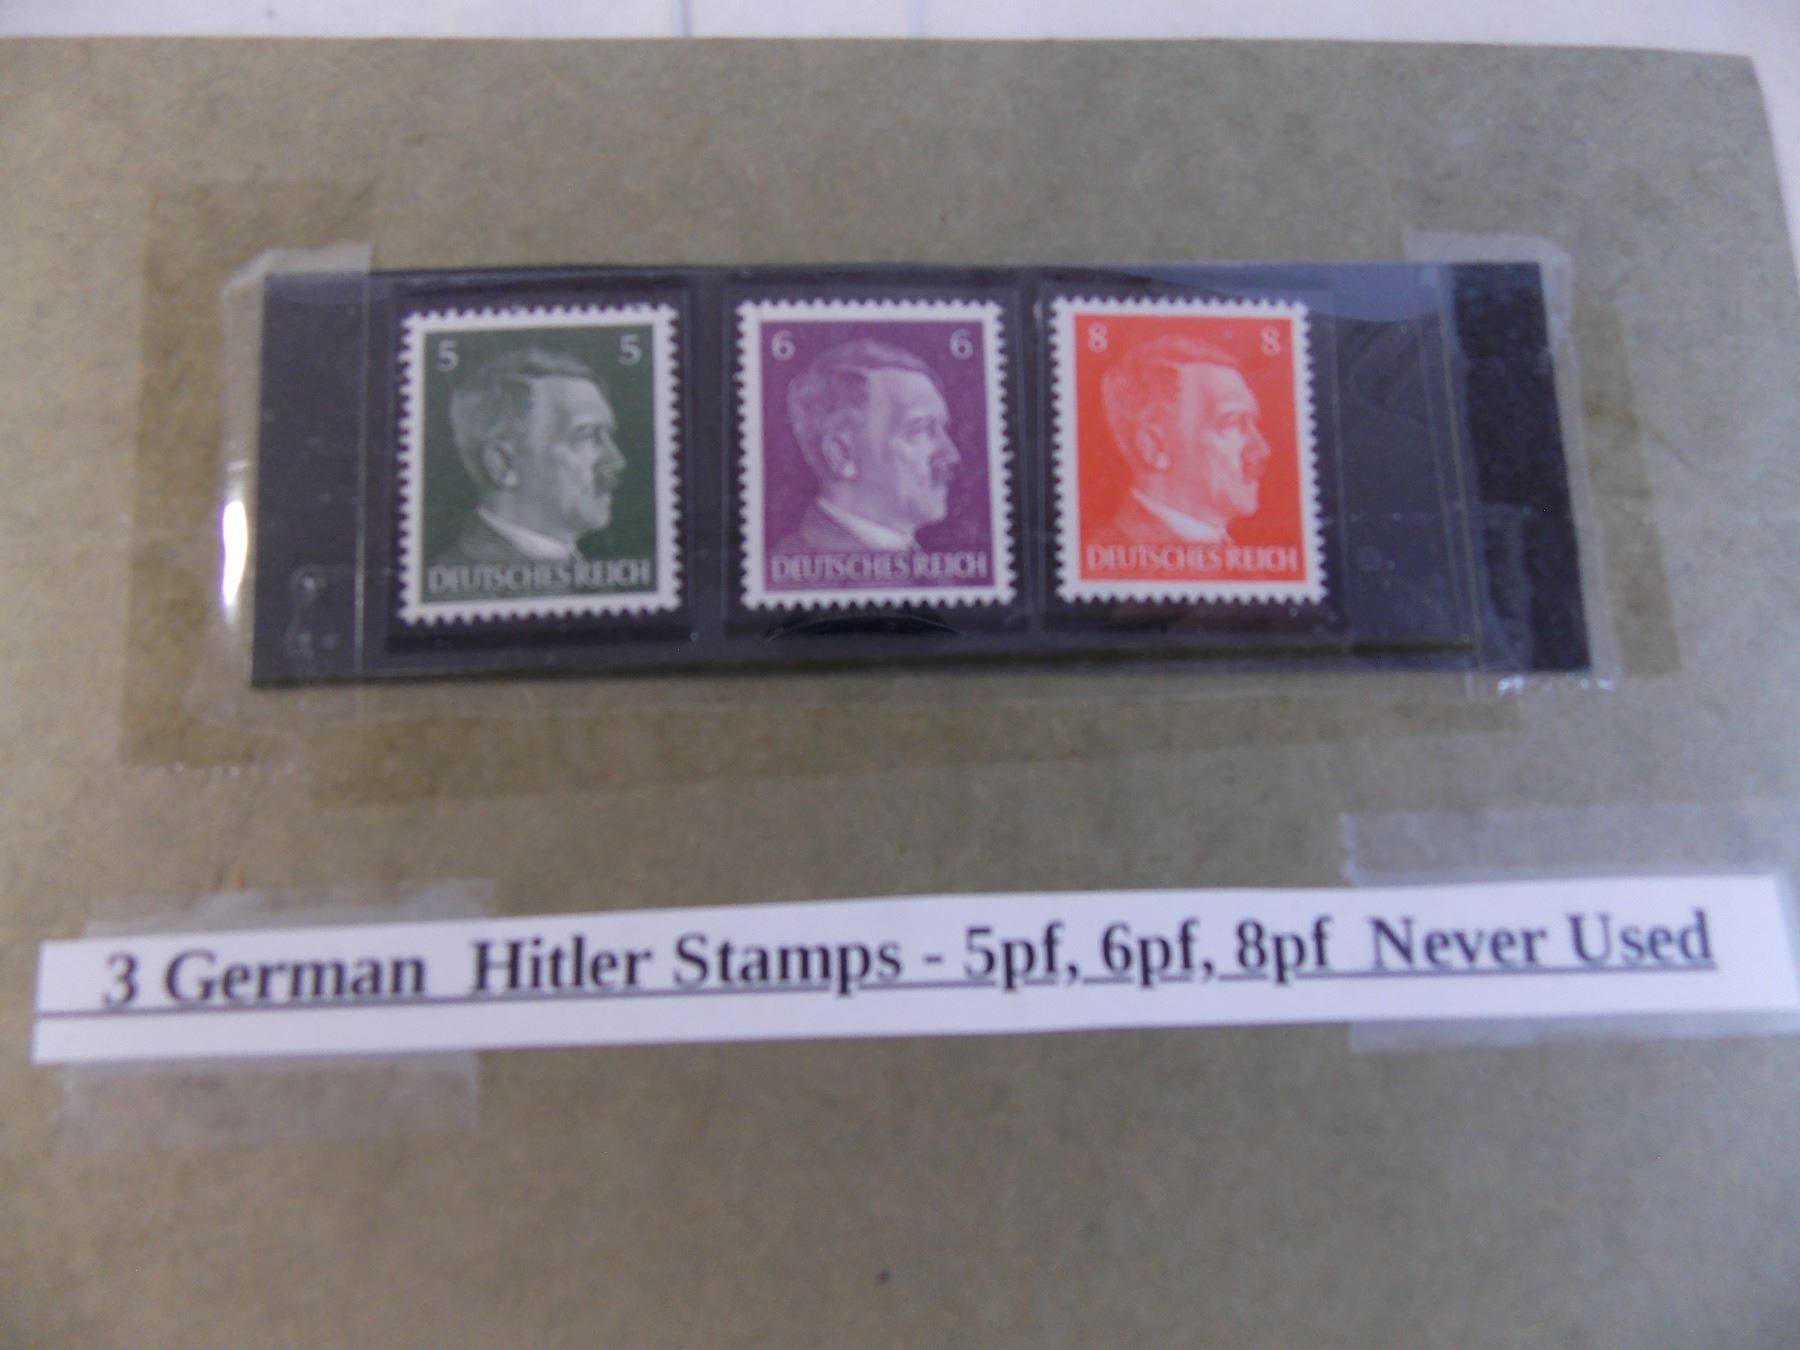 5 5
DEUTSCHES REICH
6 6
DEUTSCHES REICH
8 8
DEUTSCHES REICH
3 German Hitler Stamps - 5pf, 6pf, 8pf Never Used